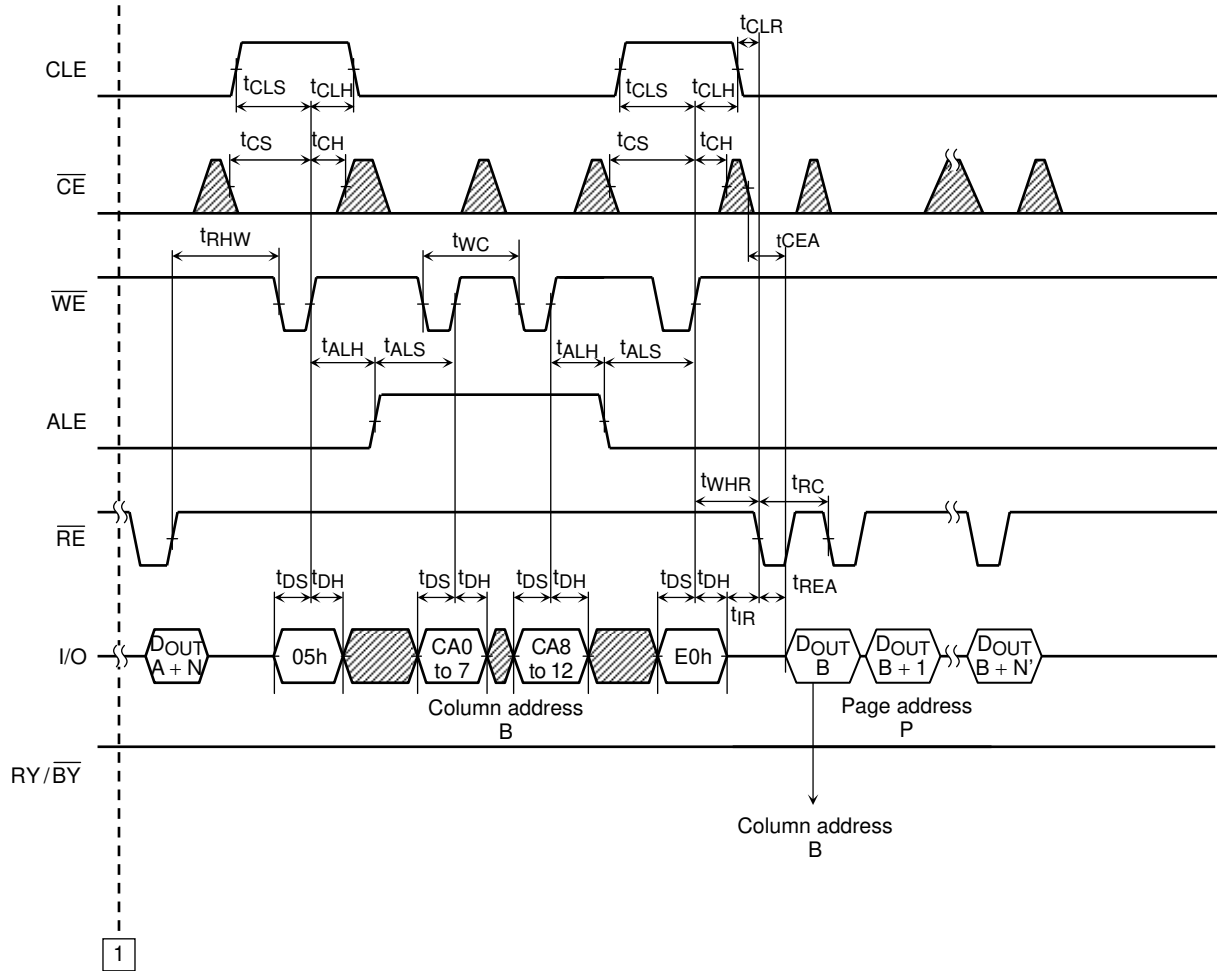 tCLR
CLE
tCLS tCLH tCLS tCLH
tCS tCH tCS tCH
CE
tRHW tWC tCEA
WE
tALH tALS tALH tALS
ALE
tWHR tRC
RE
tDS tDH tDS tDH tDS tDH tDS tDH tIR tREA
I/O
DOUT
A + N
05h
CA0
to 7
CA8
to 12
E0h
DOUT
B
DOUT
B + 1
DOUT
B + N’
Column address
B
Page address
P
RY/BY
Column address
B
1